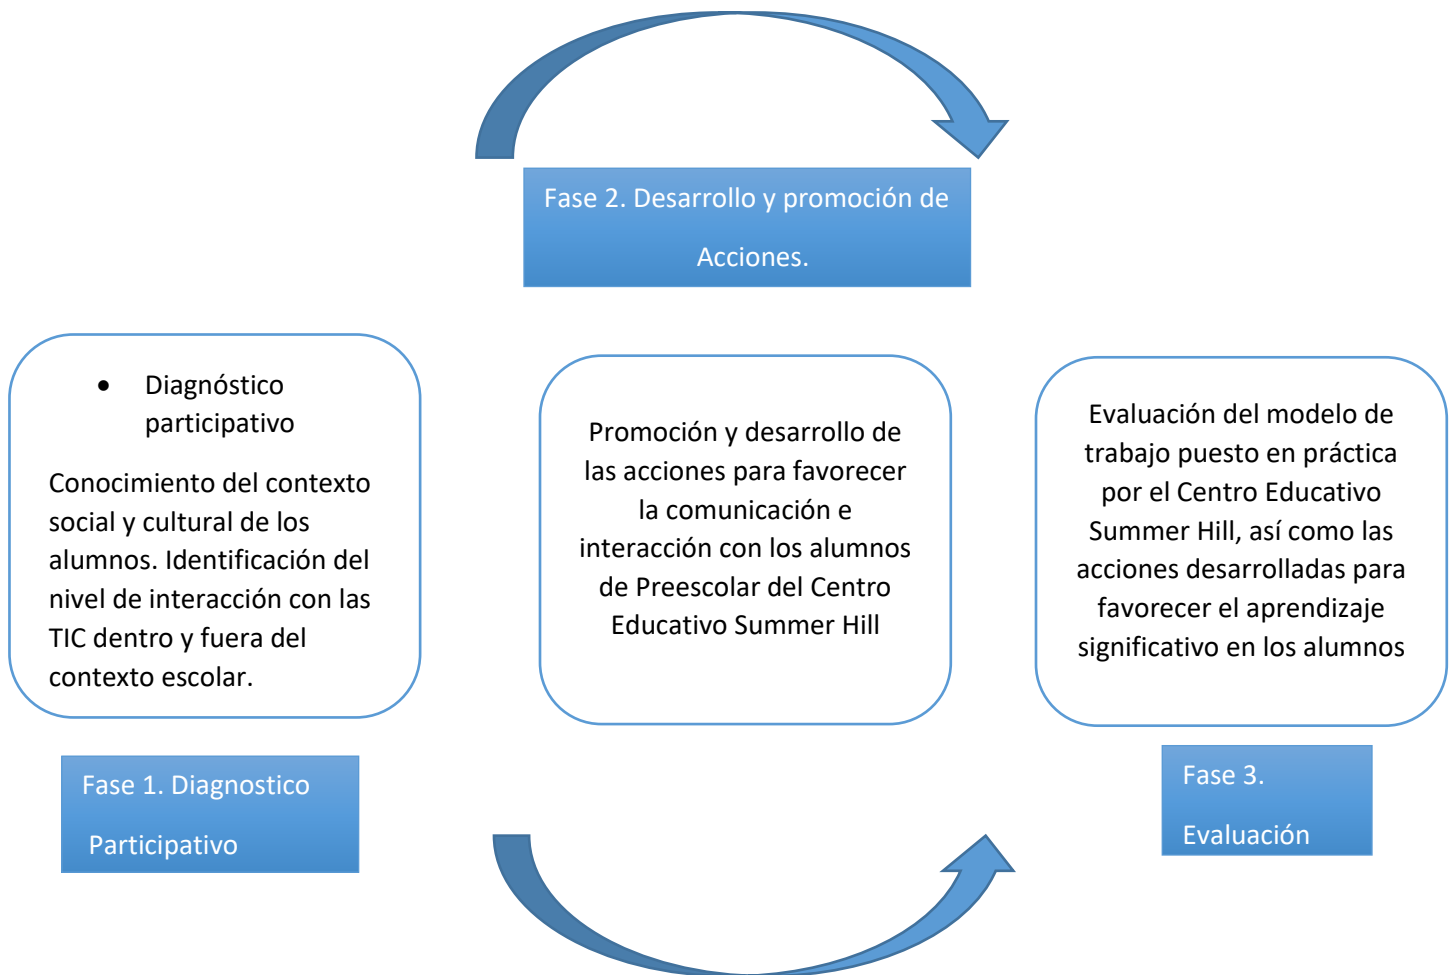 Fase 2. Desarrollo y promoción de
Acciones.
• Diagnóstico
participativo
Conocimiento del contexto
social y cultural de los
alumnos. Identificación del
nivel de interacción con las
TIC dentro y fuera del
contexto escolar.
Promoción y desarrollo de
las acciones para favorecer
la comunicación e
interacción con los alumnos
de Preescolar del Centro
Educativo Summer Hill
Evaluación del modelo de
trabajo puesto en práctica
por el Centro Educativo
Summer Hill, así como las
acciones desarrolladas para
favorecer el aprendizaje
significativo en los alumnos
Fase 1. Diagnostico
Participativo
Fase 3.
Evaluación